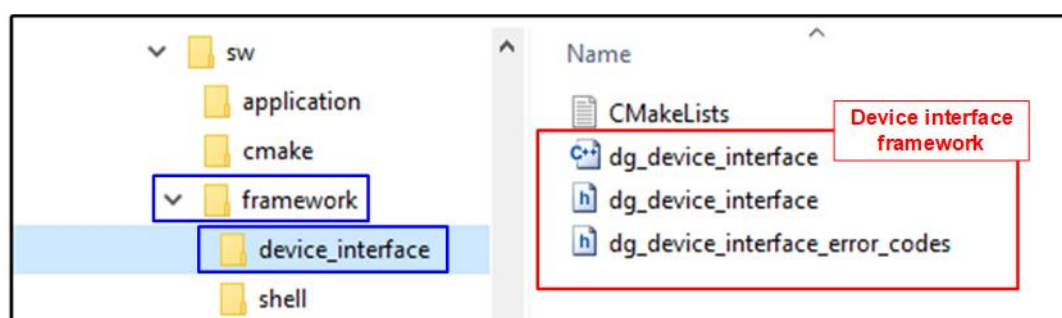 sw
application
cmake
framework
device_interface
shell
Name
CMakeLists
Device interface
framework
C++ dg_device_interface
h dg_device_interface
h dg_device_interface_error_codes